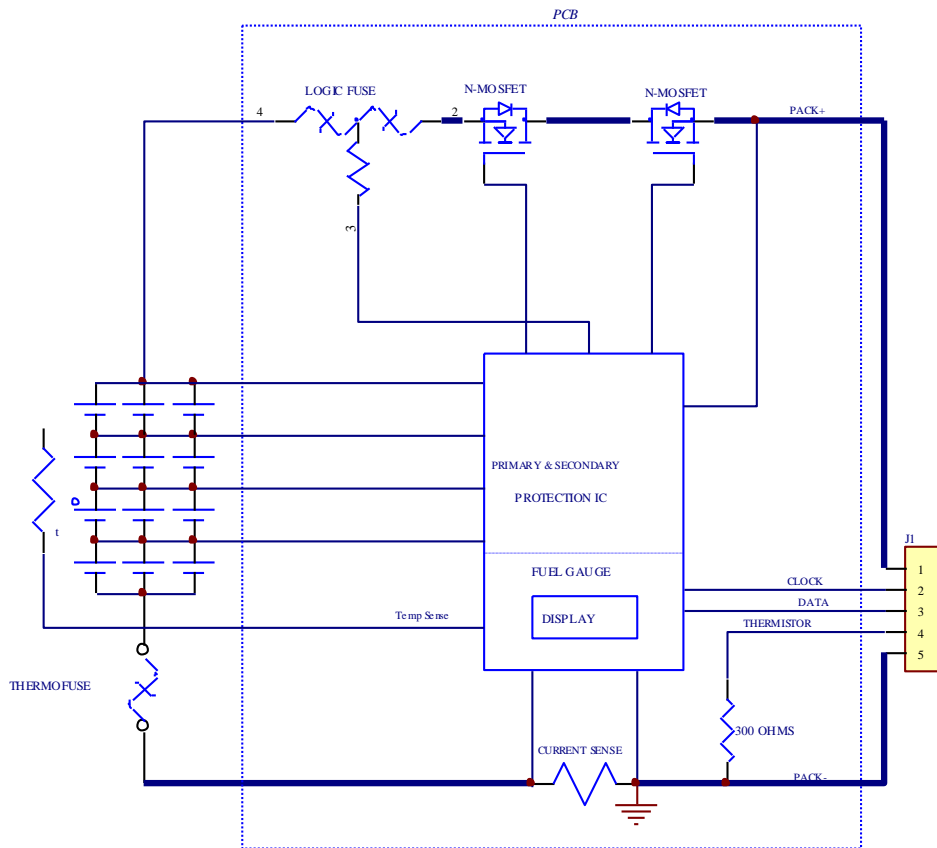 PCB
LOGIC FUSE
N-MOSFET
N-MOSFET
4
2
PACK+
3
PRIMARY & SECONDARY
PROTECTION IC
t
FUEL GAUGE
DISPLAY
Temp Sense
J1
1
CLOCK
2
DATA
3
THERMISTOR
4
5
THERMOFUSE
300 OHMS
CURRENT SENSE
PACK-